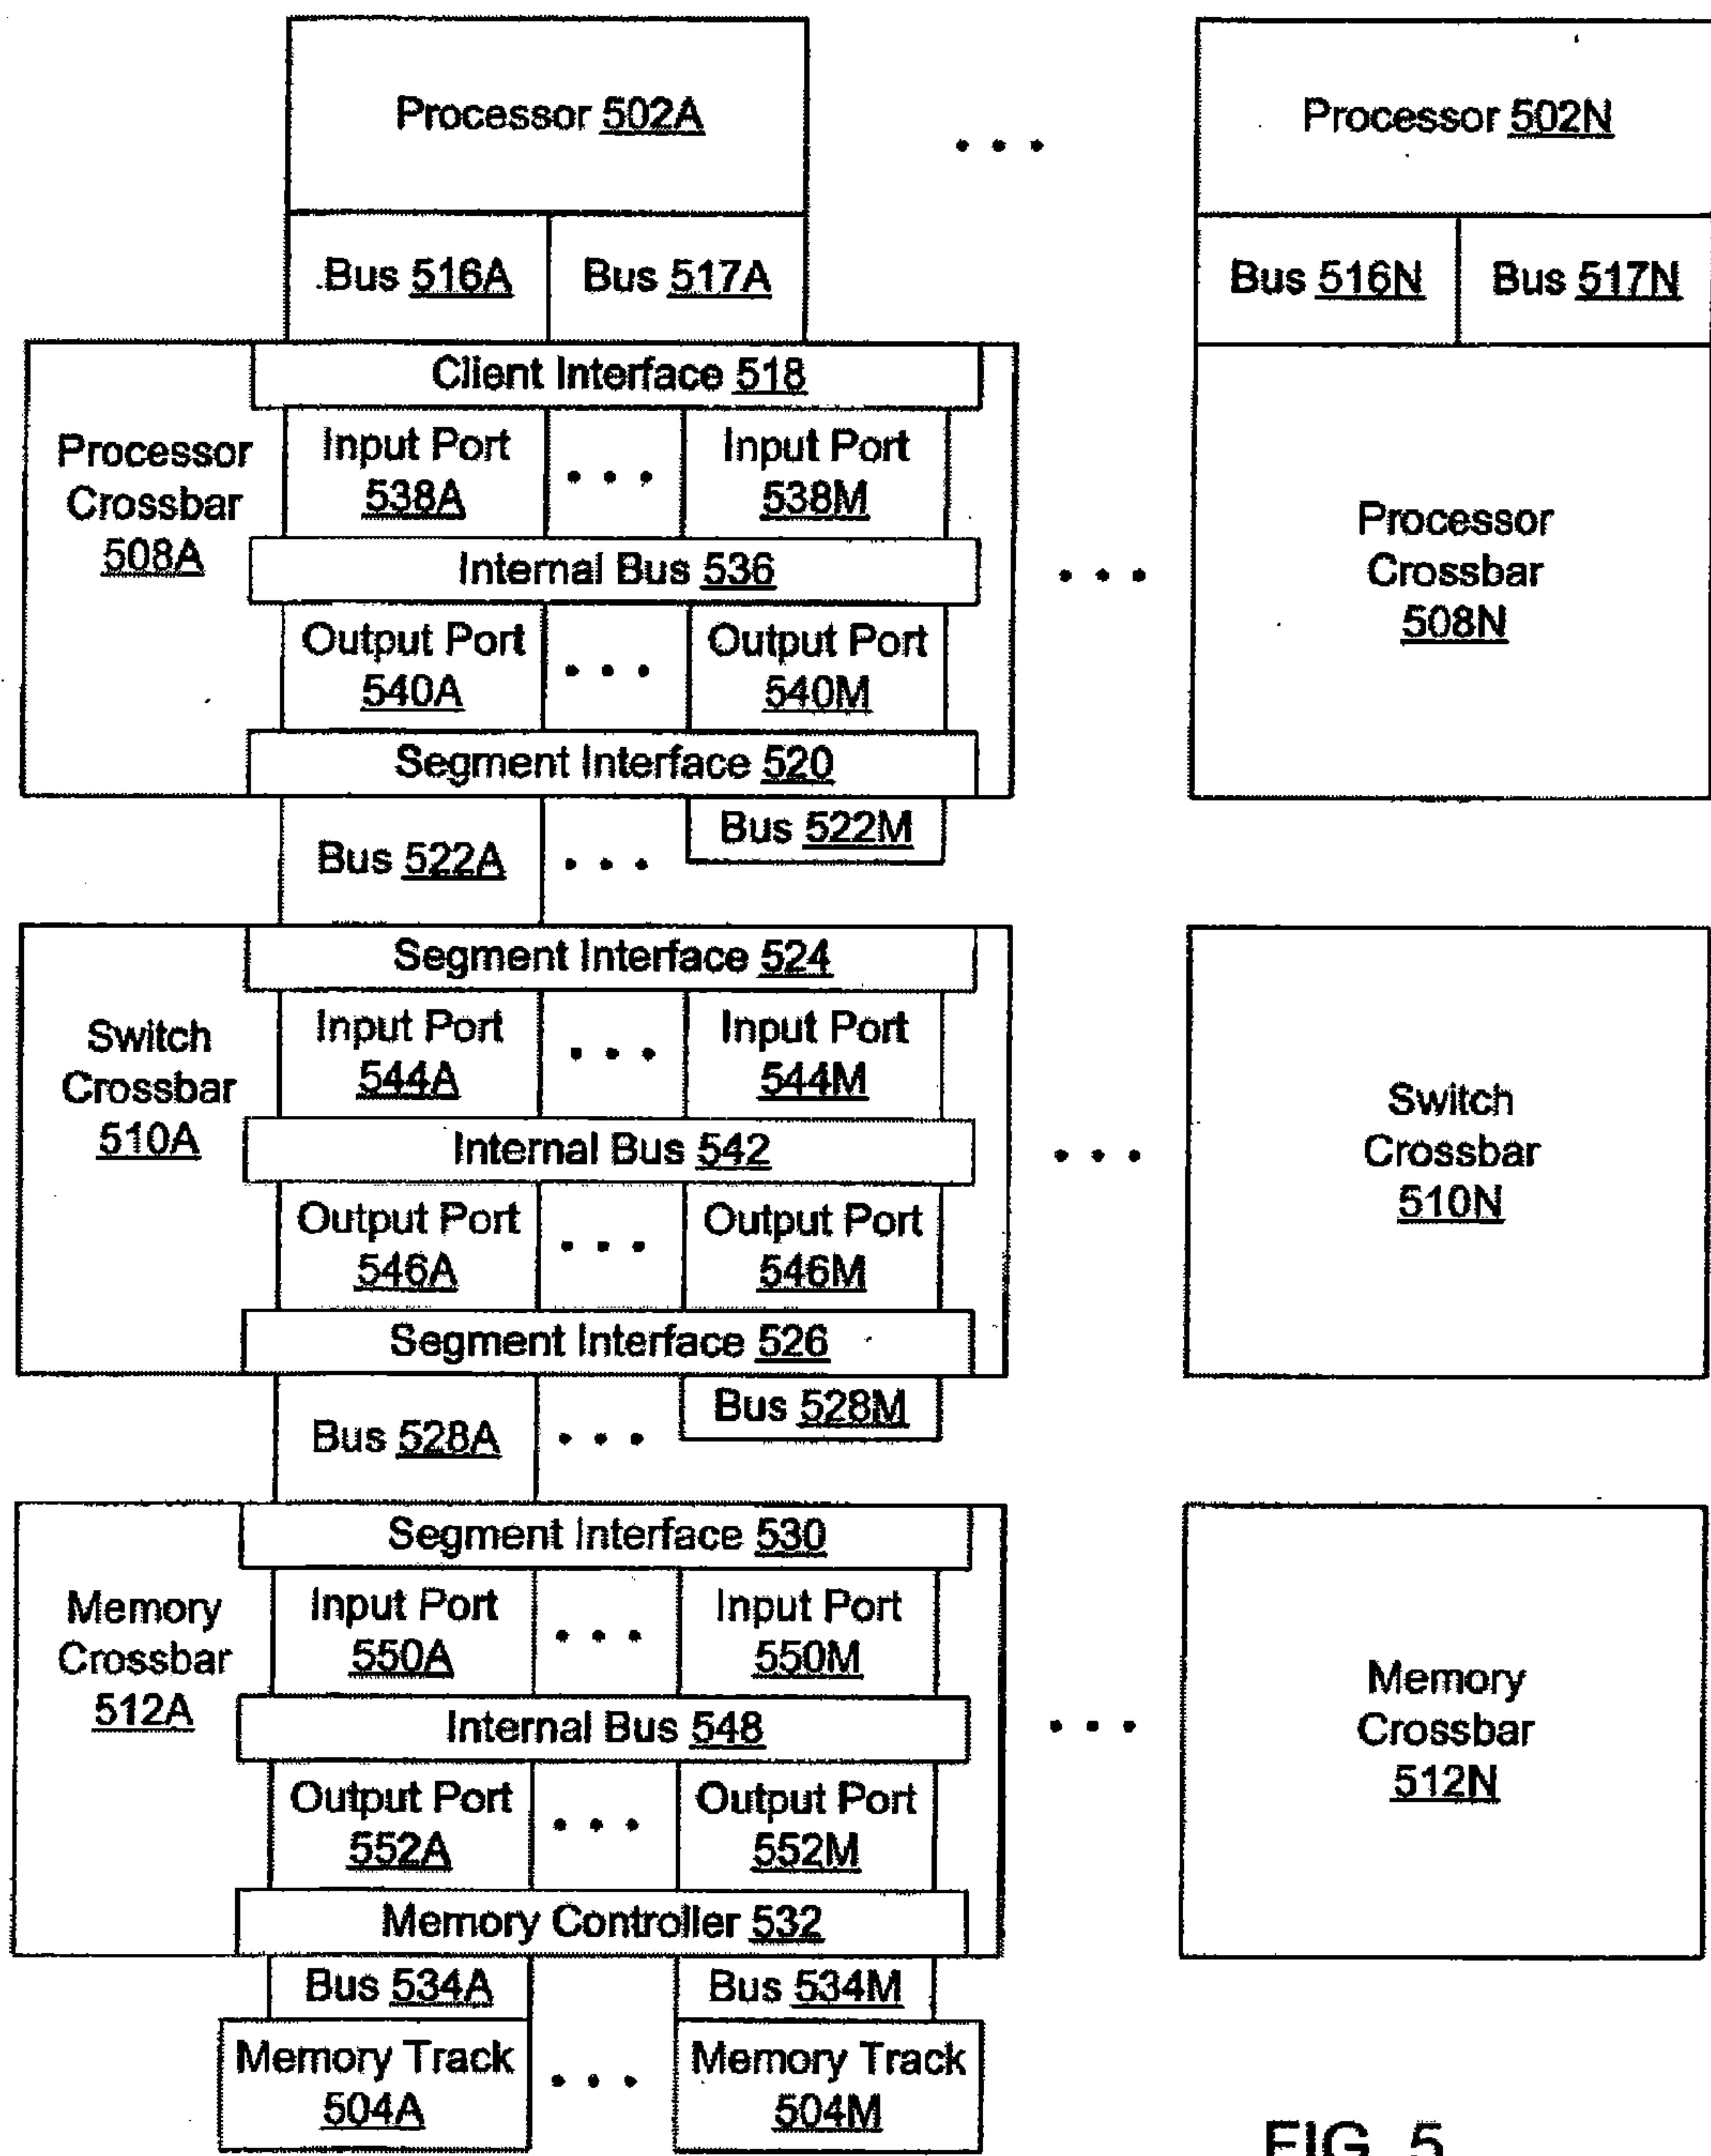 Processor 502A
Processor 502N
Bus 516A
Bus 517A
Bus 516N
Bus 517N
Client Interface 518
Processor
Crossbar
508A
Input Port
538A
Input Port
538M
Internal Bus 536
Output Port
540A
Output Port
540M
Segment Interface 520
Processor
Crossbar
508N
Bus 522A
Bus 522M
Segment Interface 524
Switch
Crossbar
510A
Input Port
544A
Input Port
544M
Internal Bus 542
Output Port
546A
Output Port
546M
Segment Interface 526
Switch
Crossbar
510N
Bus 528A
Bus 528M
Segment Interface 530
Memory
Crossbar
512A
Input Port
550A
Input Port
550M
Internal Bus 548
Output Port
552A
Output Port
552M
Memory Controller 532
Memory
Crossbar
512N
Bus 534A
Bus 534M
Memory Track
504A
Memory Track
504M
FIG. 5